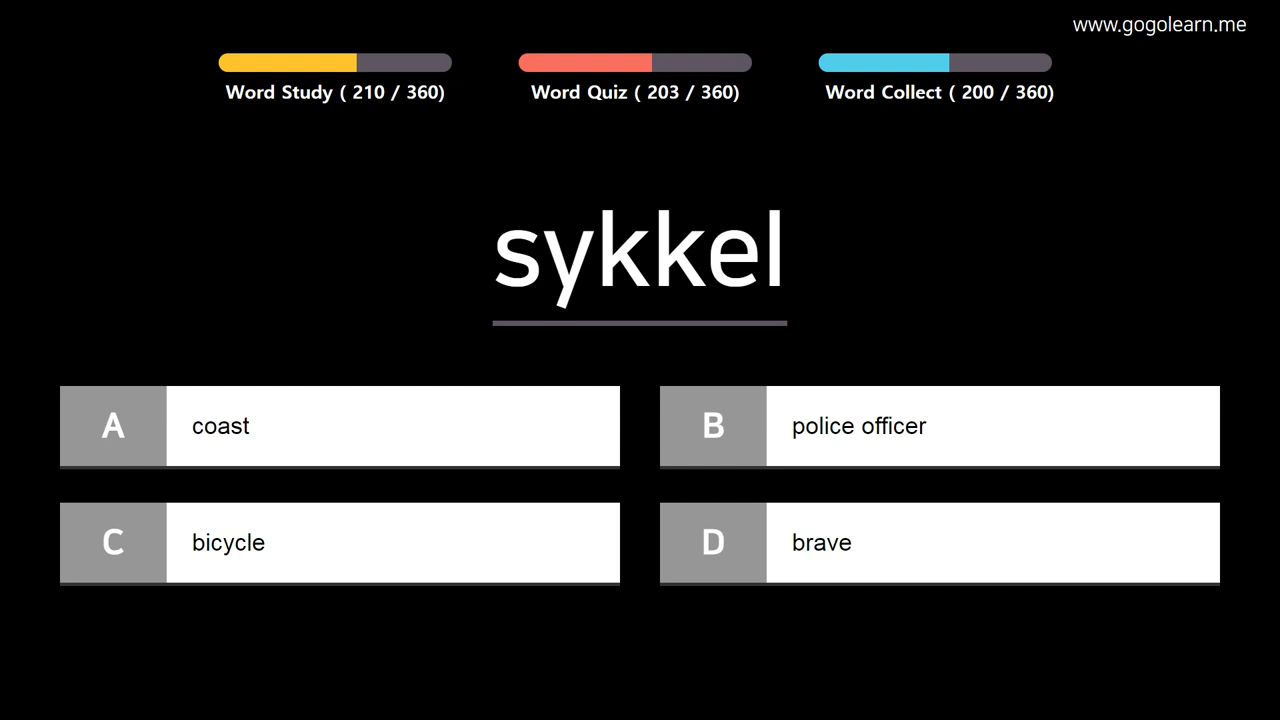 www.gogolearn.me
Word Study ( 210 / 360)
Word Quiz ( 203 / 360)
Word Collect ( 200 / 360)
sykkel
A coast
B police officer
C bicycle
D brave